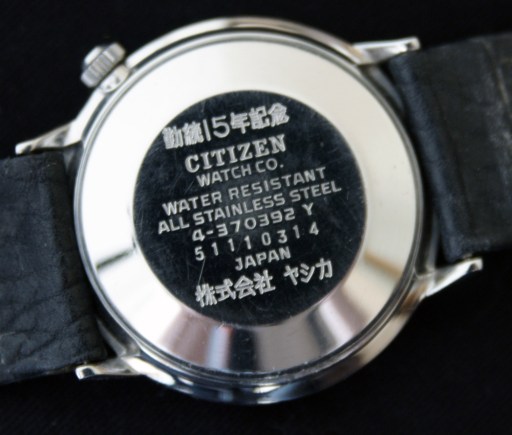 勤続15年記念
CITIZEN
WATCH CO.
WATER RESISTANT
ALL STAINLESS STEEL
4-370392 Y
51110314
JAPAN
株式会社 ヤシカ